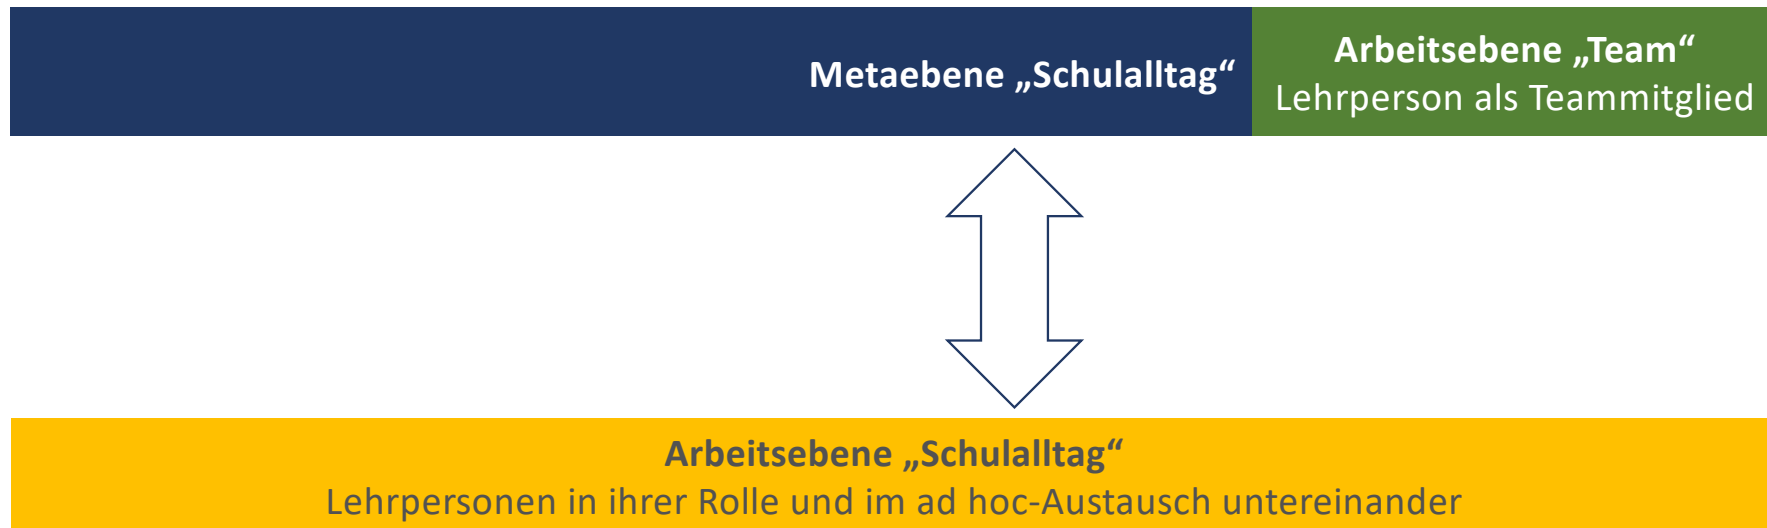 Metaebene „Schulalltag“
Arbeitsebene „Team“
Lehrperson als Teammitglied
Arbeitsebene „Schulalltag“
Lehrpersonen in ihrer Rolle und im ad hoc-Austausch untereinander